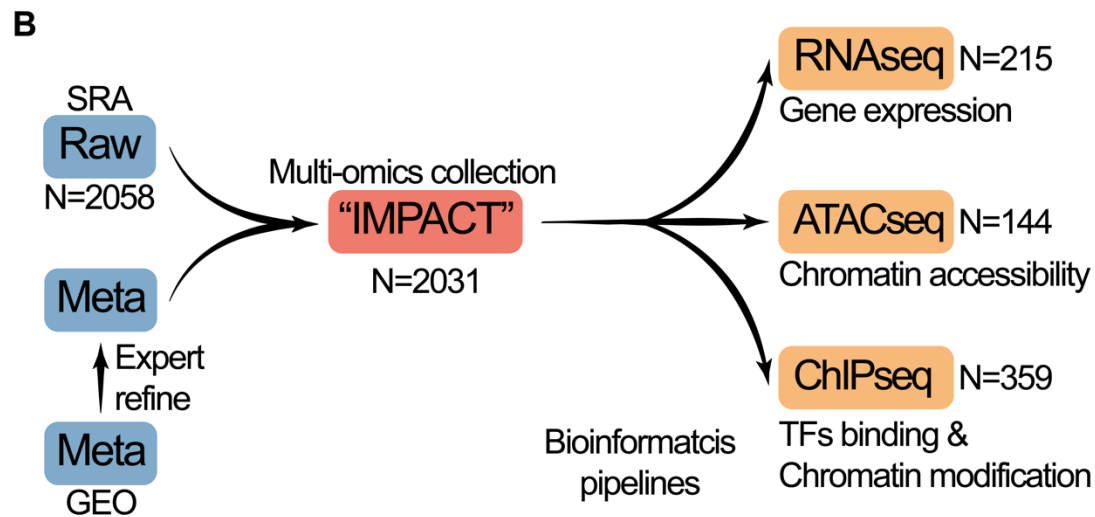 B
SRA
Raw
N=2058
Meta
Expert
refine
Meta
GEO
Multi-omics collection
“IMPACT”
N=2031
Bioinformatcis
pipelines
RNAseq N=215
Gene expression
ATACseq N=144
Chromatin accessibility
ChIPseq N=359
TFs binding &
Chromatin modification